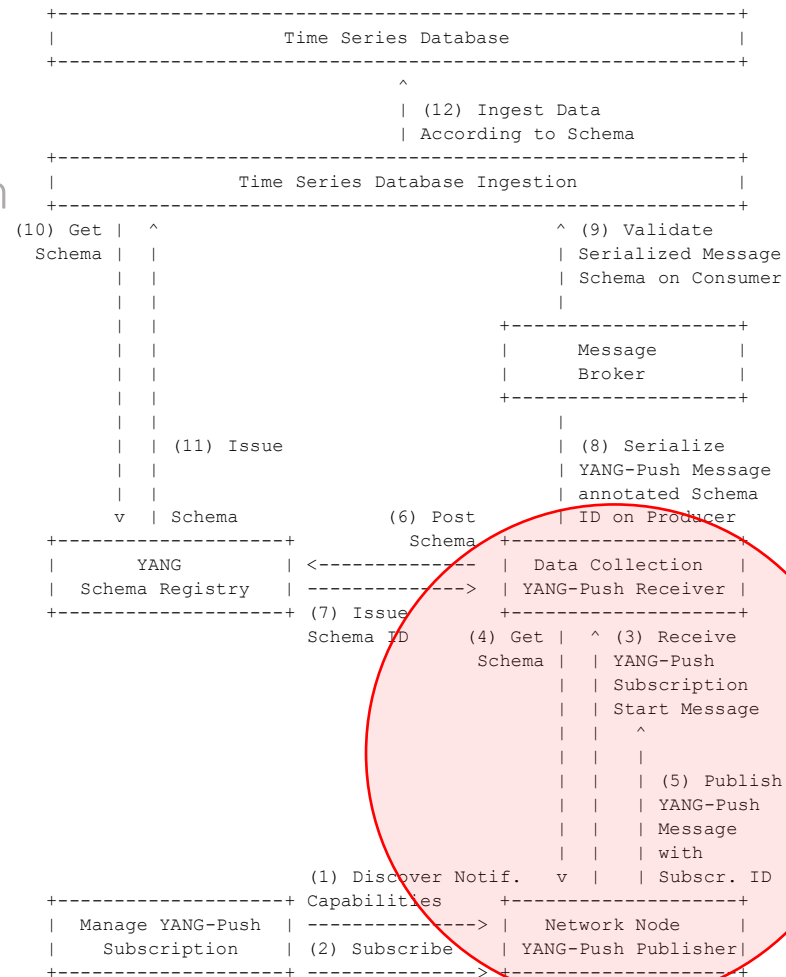 +------------------------------------------------------------+
|                    Time Series Database                    |
+------------------------------------------------------------+
^
| (12) Ingest Data
| According to Schema
+------------------------------------------------------------+
|                Time Series Database Ingestion              |
+------------------------------------------------------------+
(10) Get |  ^                                   ^ (9) Validate
Schema |  |                                   | Serialized Message
|  |                                   | Schema on Consumer
|  |                                   |
|  |                              +--------------------+
|  |                              |      Message       |
|  |                              |      Broker        |
|  |                              +--------------------+
|  |                                   |
|  | (11) Issue                        | (8) Serialize
|  |                                   | YANG-Push Message
|  |                                   | annotated Schema
v  | Schema             (6) Post       | ID on Producer
+--------------------+          Schema  +--------------------+
|       YANG         | <--------------  |  Data Collection   |
|  Schema Registry   | -------------->  | YANG-Push Receiver |
+--------------------+ (7) Issue        +--------------------+
Schema ID     (4) Get |  ^ (3) Receive
Schema |  | YANG-Push
|  | Subscription
|  | Start Message
|  |   ^
|  |   |
|  |   | (5) Publish
|  |   | YANG-Push
|  |   | Message
|  |   | with
(1) Discover Notif.   v  |   | Subscr. ID
+--------------------+ Capabilities      +--------------------+
|  Manage YANG-Push  | ---------------> |   Network Node     |
|    Subscription    | (2) Subscribe    | YANG-Push Publisher|
+--------------------+ ---------------> +--------------------+